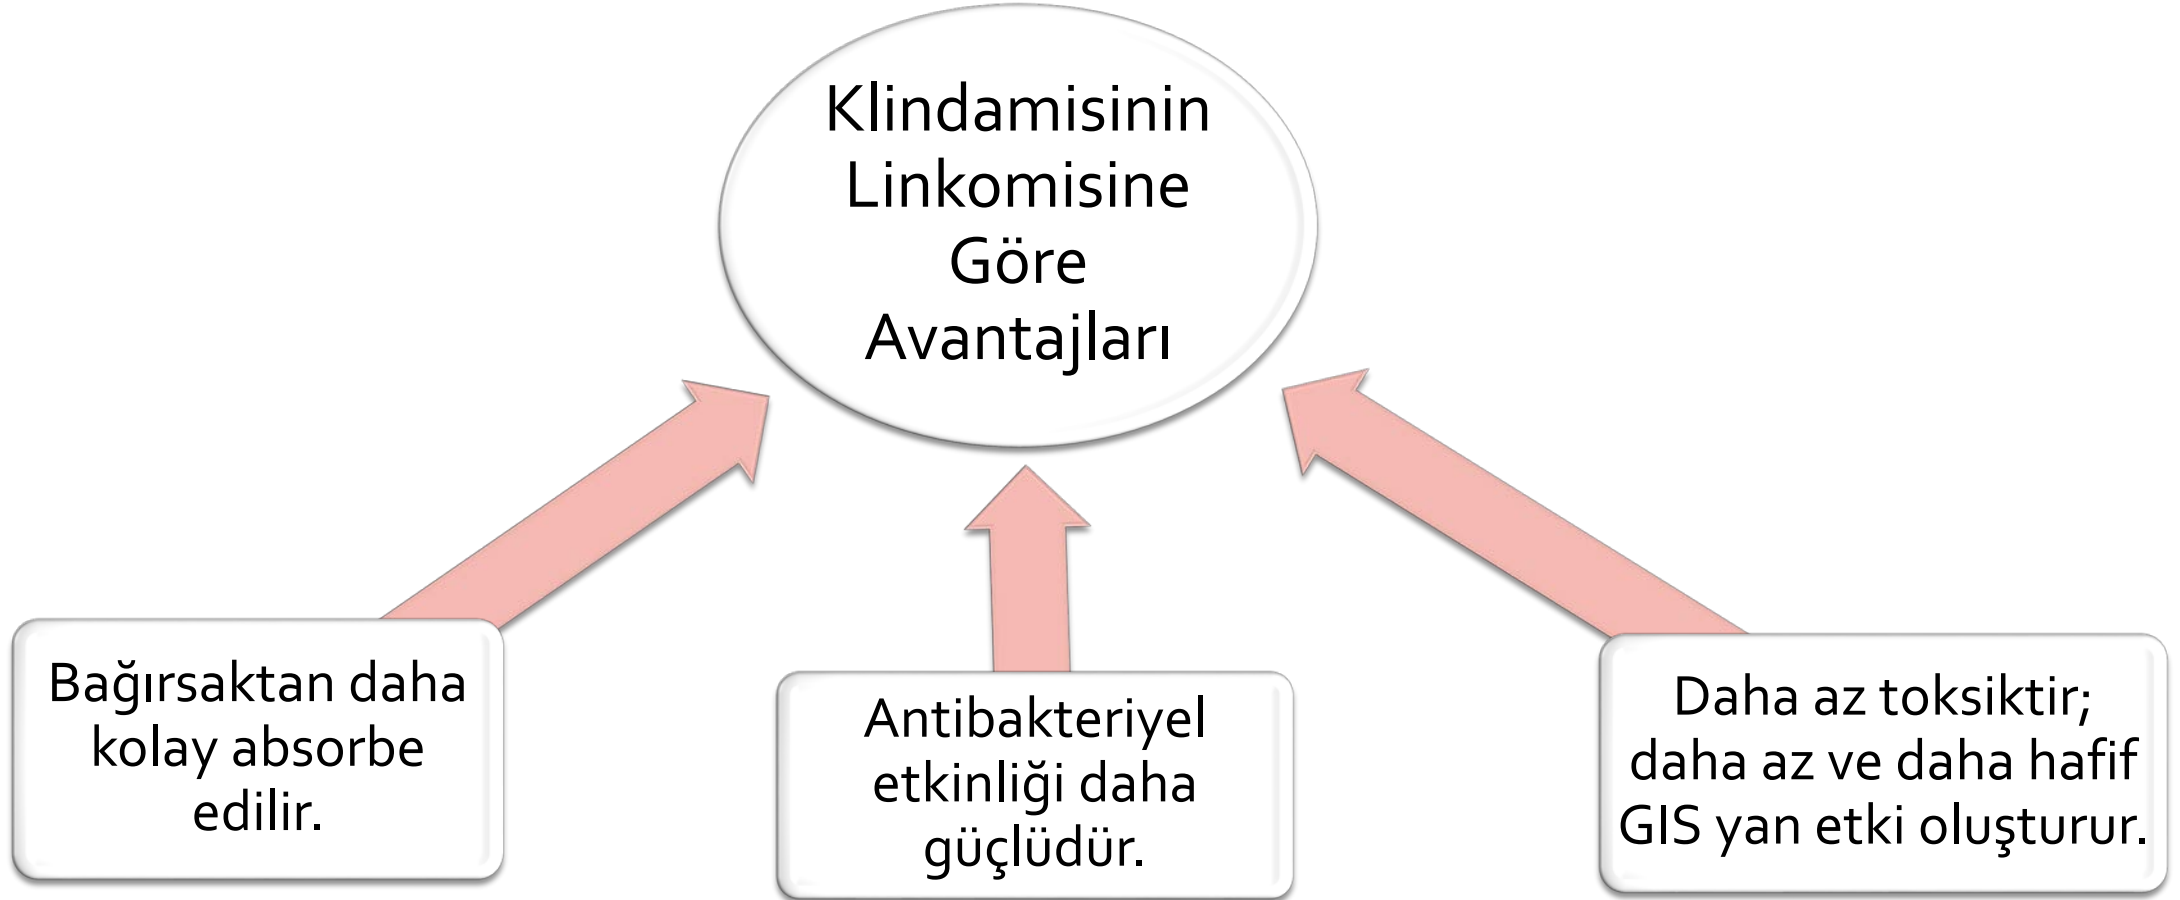 Klindamisinin
Linkomisine
Göre
Avantajları
Bağırsaktan daha
kolay absorbe
edilir.
Antibakteriyel
etkinliği daha
güçlüdür.
Daha az toksiktir;
daha az ve daha hafif
GIS yan etki oluşturur.